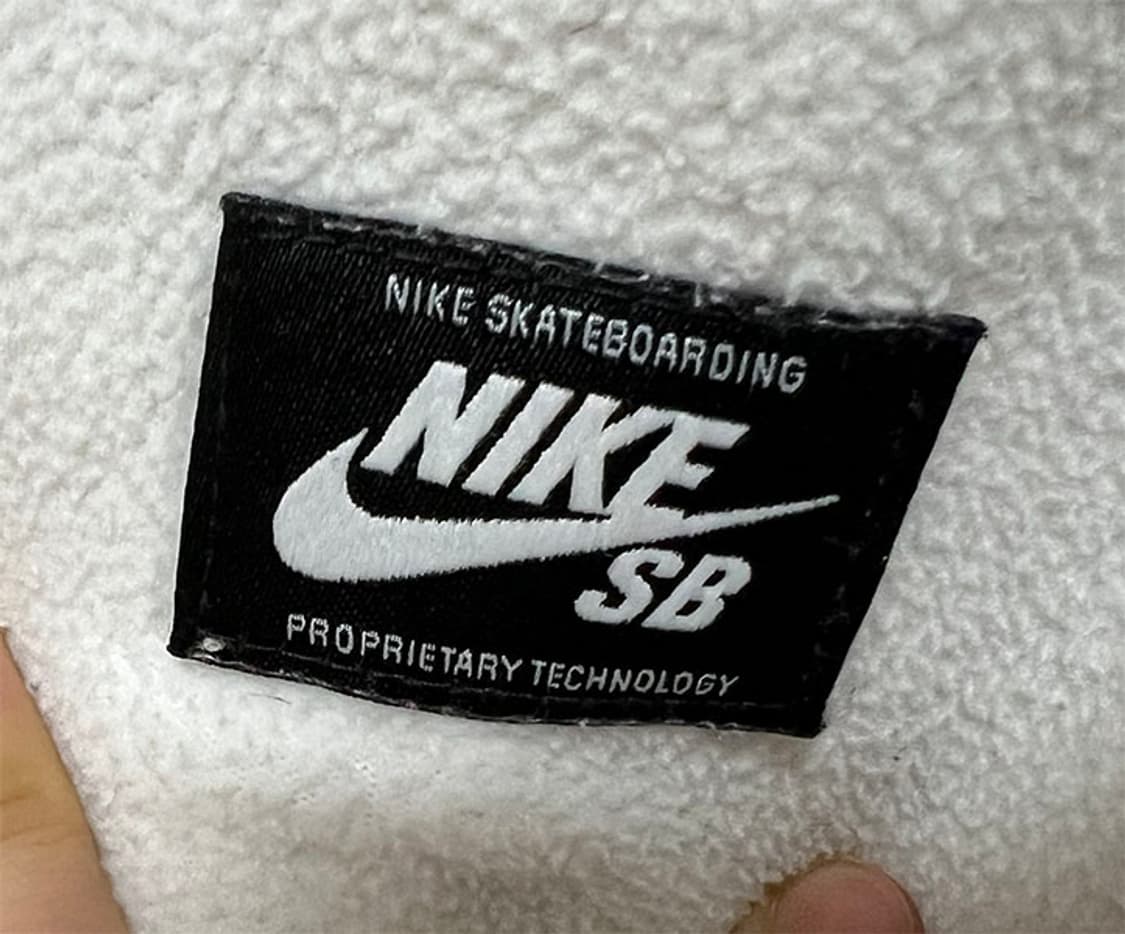 NIKE SKATEBOARDING
NIKE
SB
PROPRIETARY TECHNOLOGY